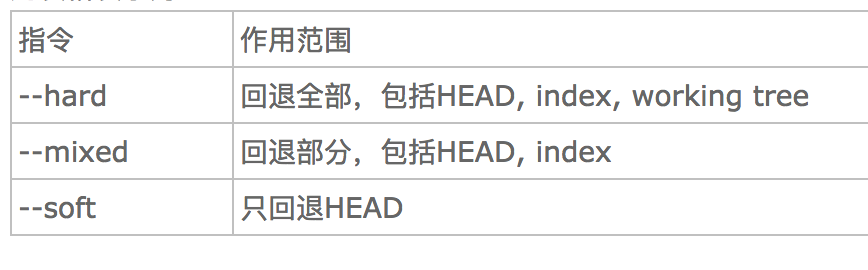 指令 作用范围
--hard 回退全部，包括HEAD, index, working tree
--mixed 回退部分，包括HEAD, index
--soft 只回退HEAD